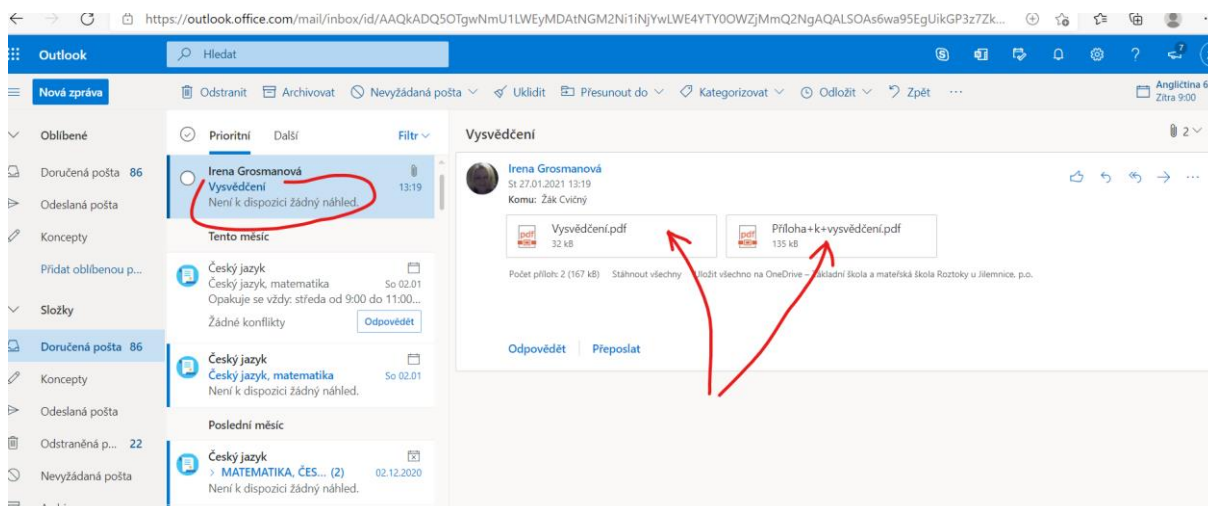 https://outlook.office.com/mail/inbox/id/AAQkADQ5OTgwNmU1LWEyMDAtNGM2Ni1iNjYwLWE4YTY0OWZjMmQ2NgAQALSOAs6wa95EgUikGP3z7Zk...
Outlook
Hledat
7
Nová zpráva
Odstranit Archivovat Nevyžádaná pošta Uklidit Přesunout do Kategorizovat Odložit Zpět ...
Angličtina 6
Zítra 9:00
Oblíbené
Doručená pošta 86
Odeslaná pošta
Koncepty
Přidat oblíbenou p...
Složky
Doručená pošta 86
Koncepty
Odeslaná pošta
Odstraněná p... 22
Nevyžádaná pošta
Prioritní Další Filtr
Irena Grosmanová
Vysvědčení 13:19
Není k dispozici žádný náhled.
Tento měsíc
Český jazyk
Český jazyk, matematika So 02.01
Opakuje se vždy: středa od 9:00 do 11:00...
Žádné konflikty Odpovědět
Český jazyk
Český jazyk, matematika So 02.01
Není k dispozici žádný náhled.
Poslední měsíc
Český jazyk
> MATEMATIKA, ČES... (2) 02.12.2020
Není k dispozici žádný náhled.
Vysvědčení 2
Irena Grosmanová
St 27.01.2021 13:19
Komu: Žák Cvičný
pdf Vysvědčení.pdf
32 kB
pdf Příloha+k+vysvědčení.pdf
135 kB
Počet příloh: 2 (167 kB) Stáhnout všechny Uložit všechno na OneDrive – Základní škola a mateřská škola Roztoky u Jilemnice, p.o.
Odpovědět Přeposlat